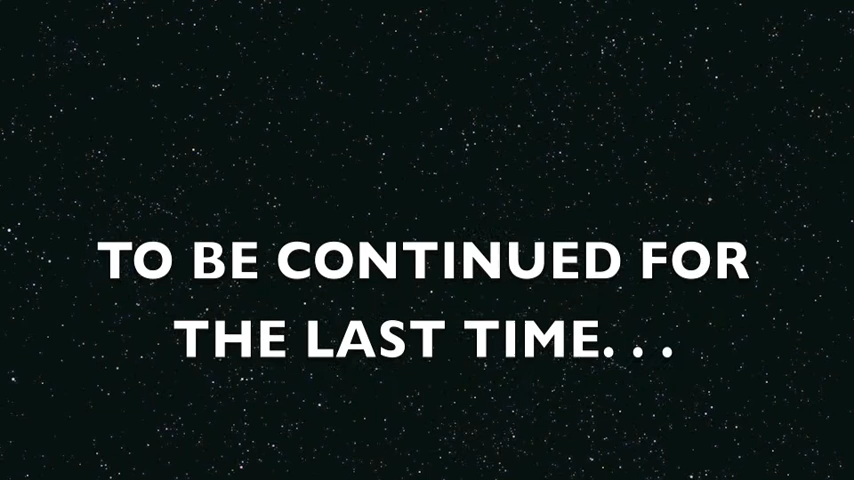 TO BE CONTINUED FOR
THE LAST TIME. . .